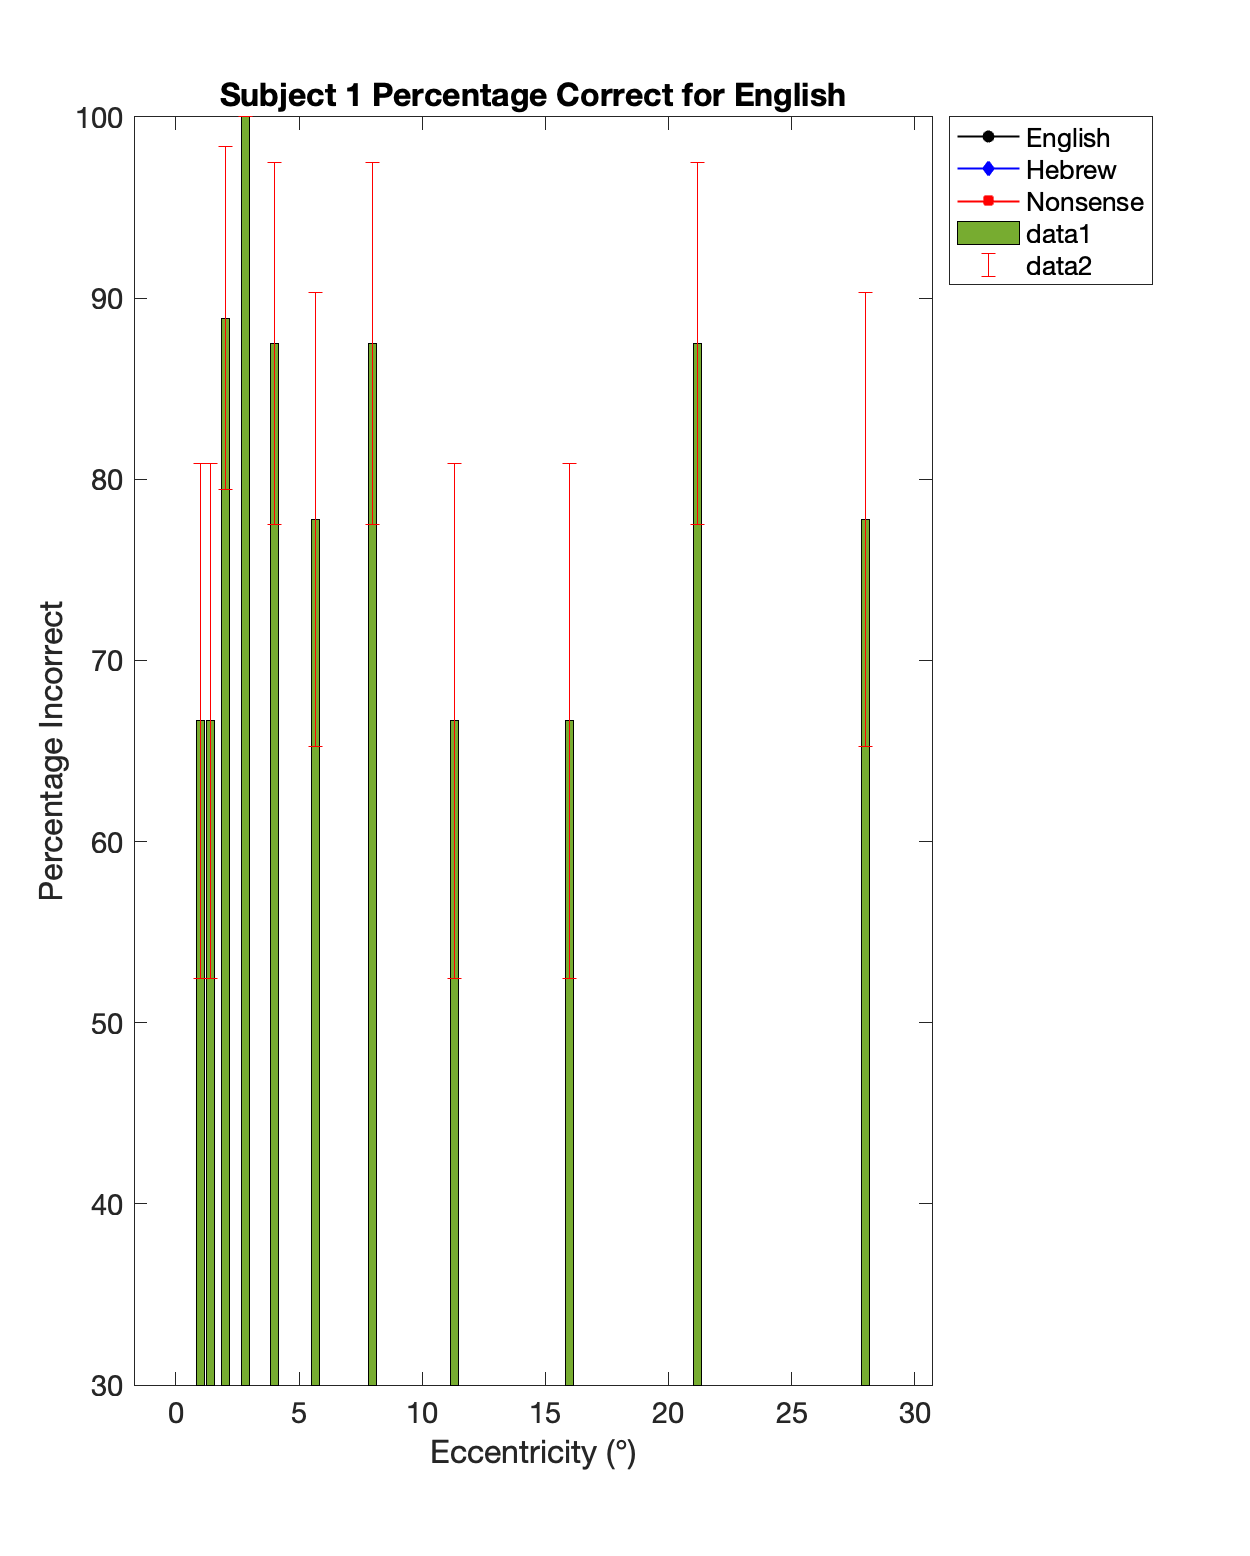 Subject 1 Percentage Correct for English
100
90
80
70
60
50
40
30
Percentage Incorrect
0 5 10 15 20 25 30
Eccentricity (°)
English
Hebrew
Nonsense
data1
data2